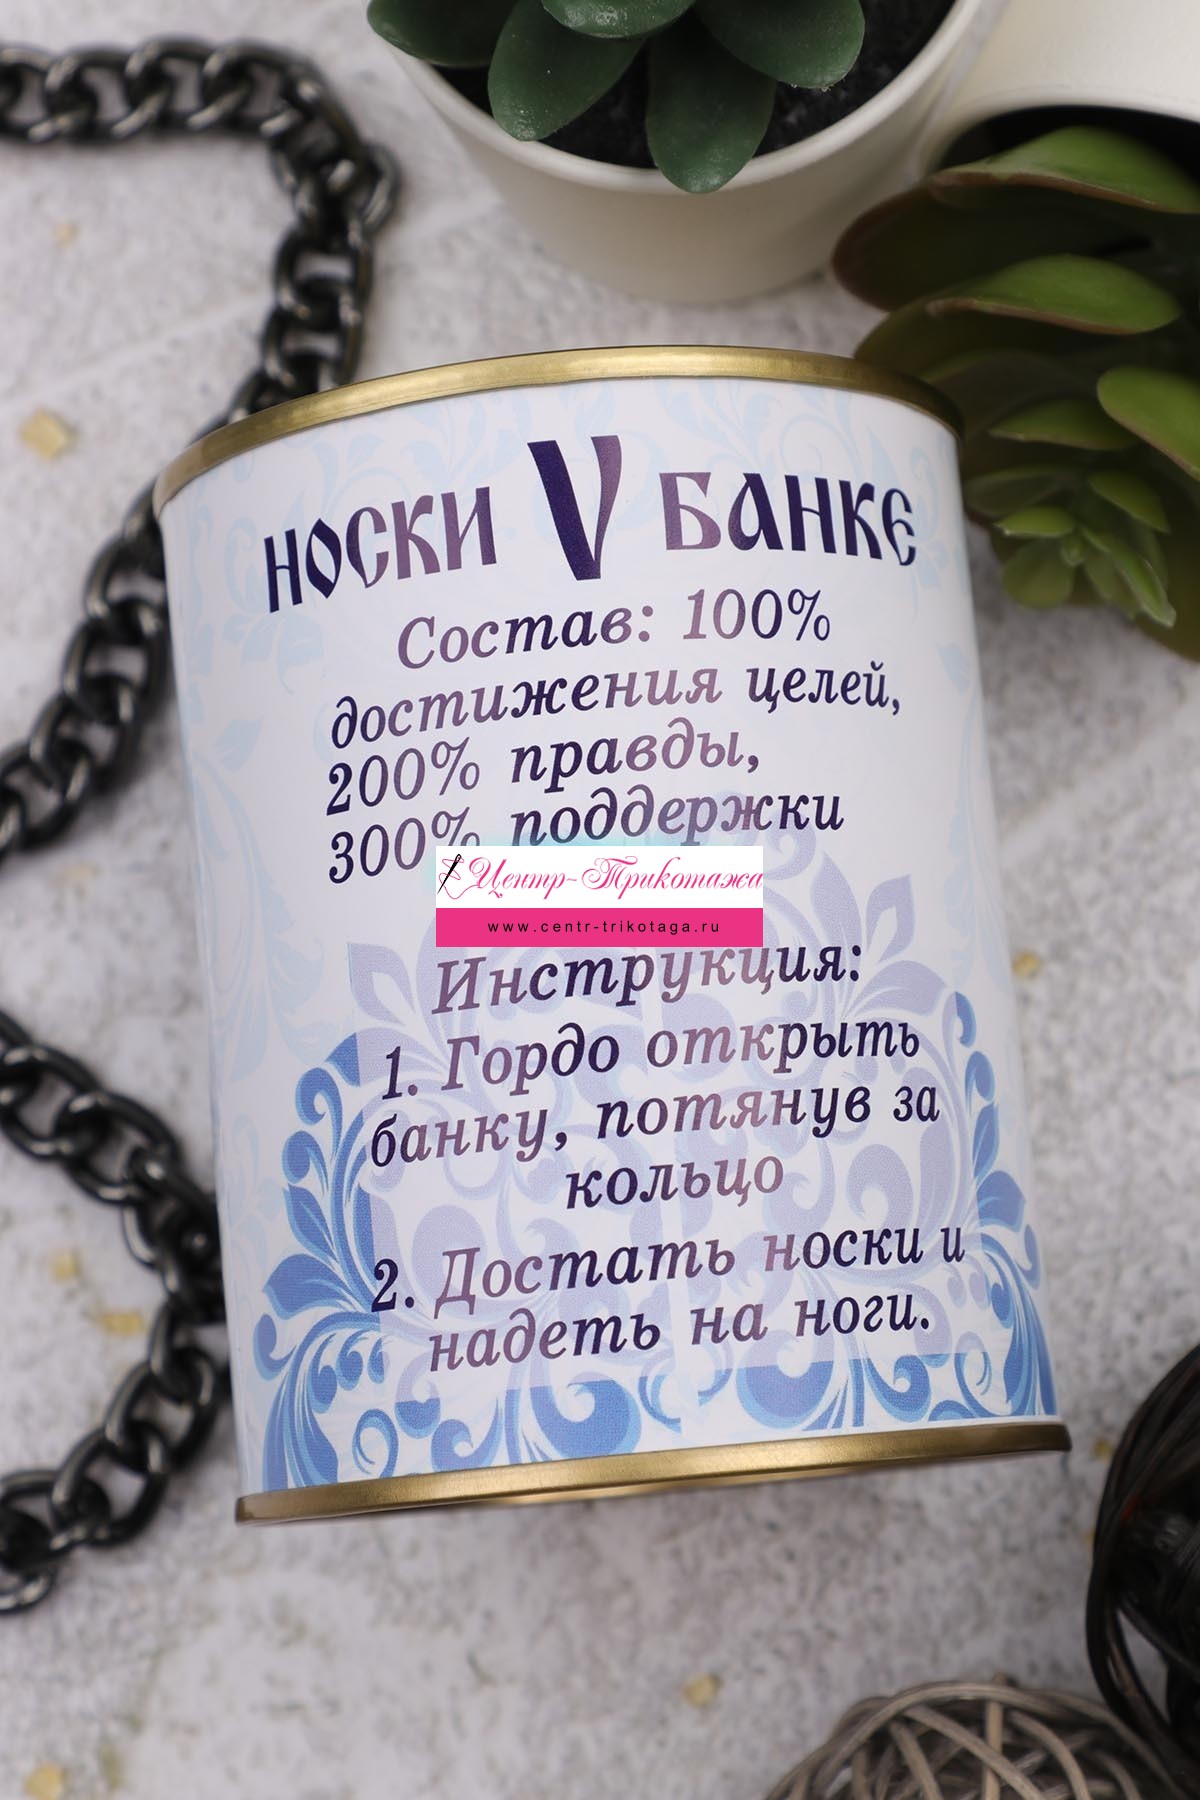 НОСКИ V БАНКЕ
Состав: 100%
достижения целей,
200% правды,
300% поддержки
Центр-Трикотажа
www.centr-trikotaga.ru
Инструкция:
1. Гордо открыть
банку, потянув за
кольцо
2. Достать носки и
надеть на ноги.